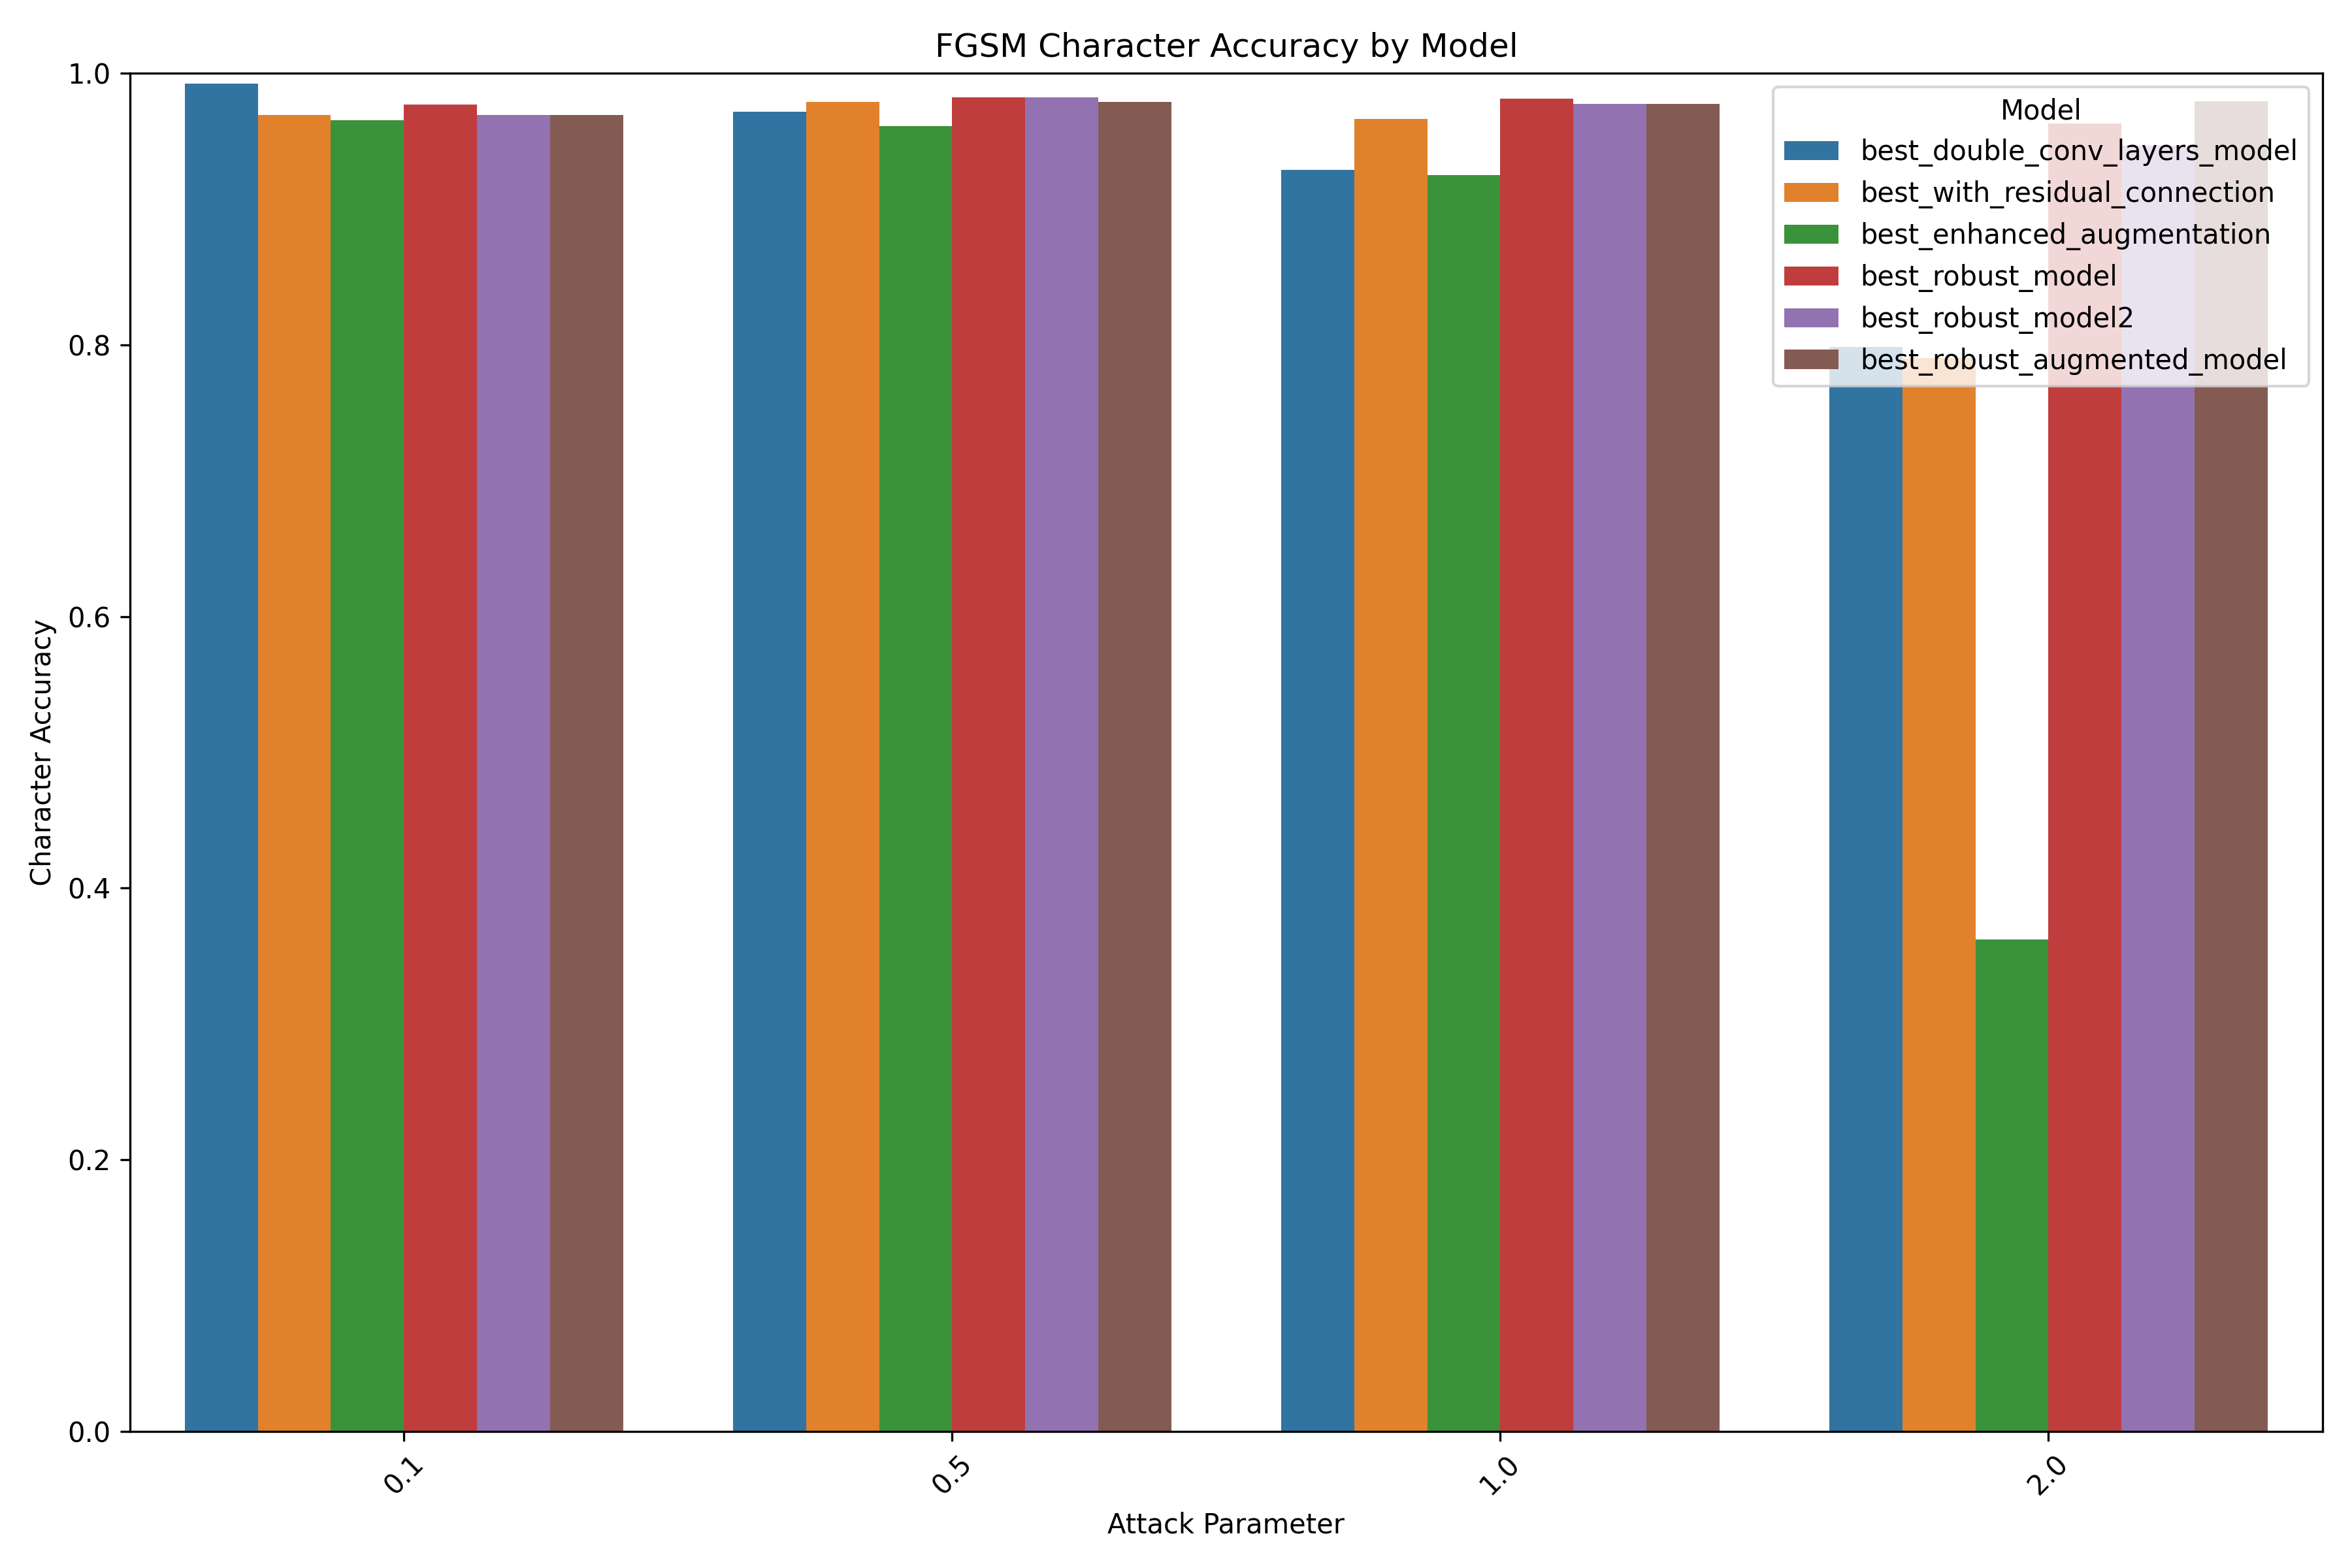 FGSM Character Accuracy by Model
1.0
0.8
0.6
0.4
0.2
0.0
Character Accuracy
Model
best_double_conv_layers_model
best_with_residual_connection
best_enhanced_augmentation
best_robust_model
best_robust_model2
best_robust_augmented_model
0.1
0.5
1.0
2.0
Attack Parameter